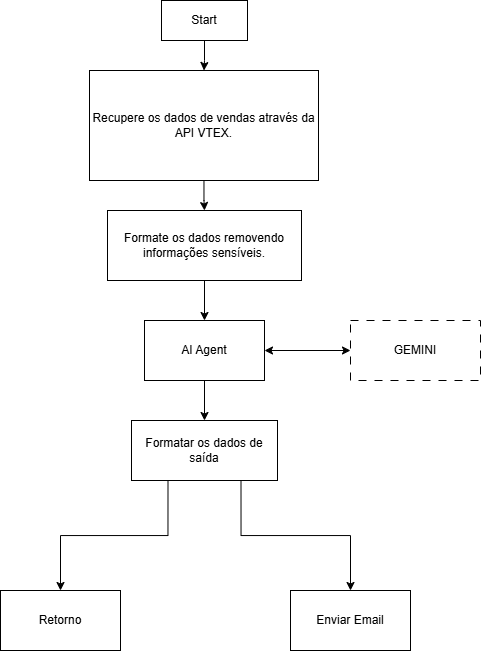 Start
Recupere os dados de vendas através da
API VTEX.
Formate os dados removendo
informações sensíveis.
AI Agent
GEMINI
Formatar os dados de
saída
Retorno
Enviar Email